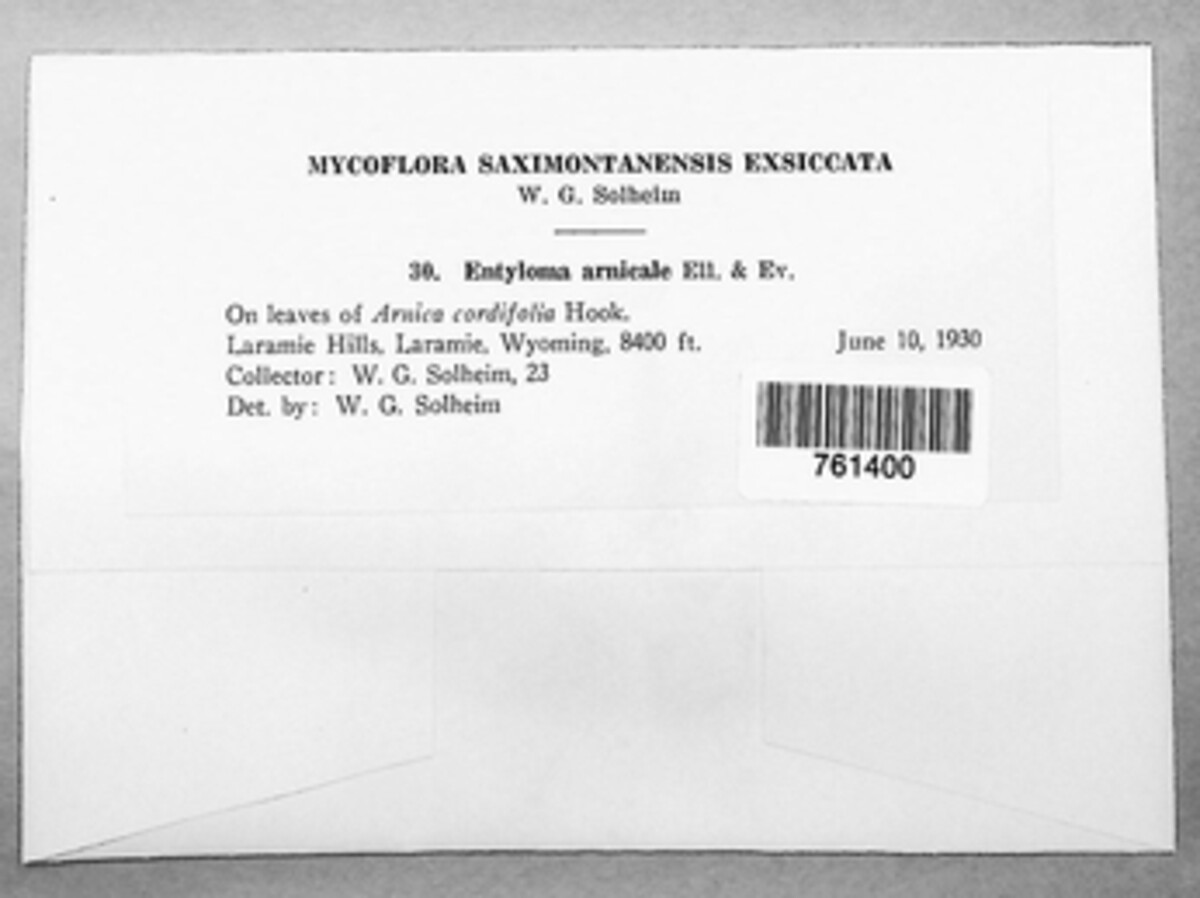 MYCOFLORA SAXIMONTANENSIS EXSICCATA
W. G. Solheim
30. Entyloma arnicale Ell. & Ev.
On leaves of Arnica cordifolia Hook.
Laramie Hills, Laramie, Wyoming, 8400 ft. June 10, 1930
Collector: W. G. Solheim, 23
Det. by: W. G. Solheim
761400